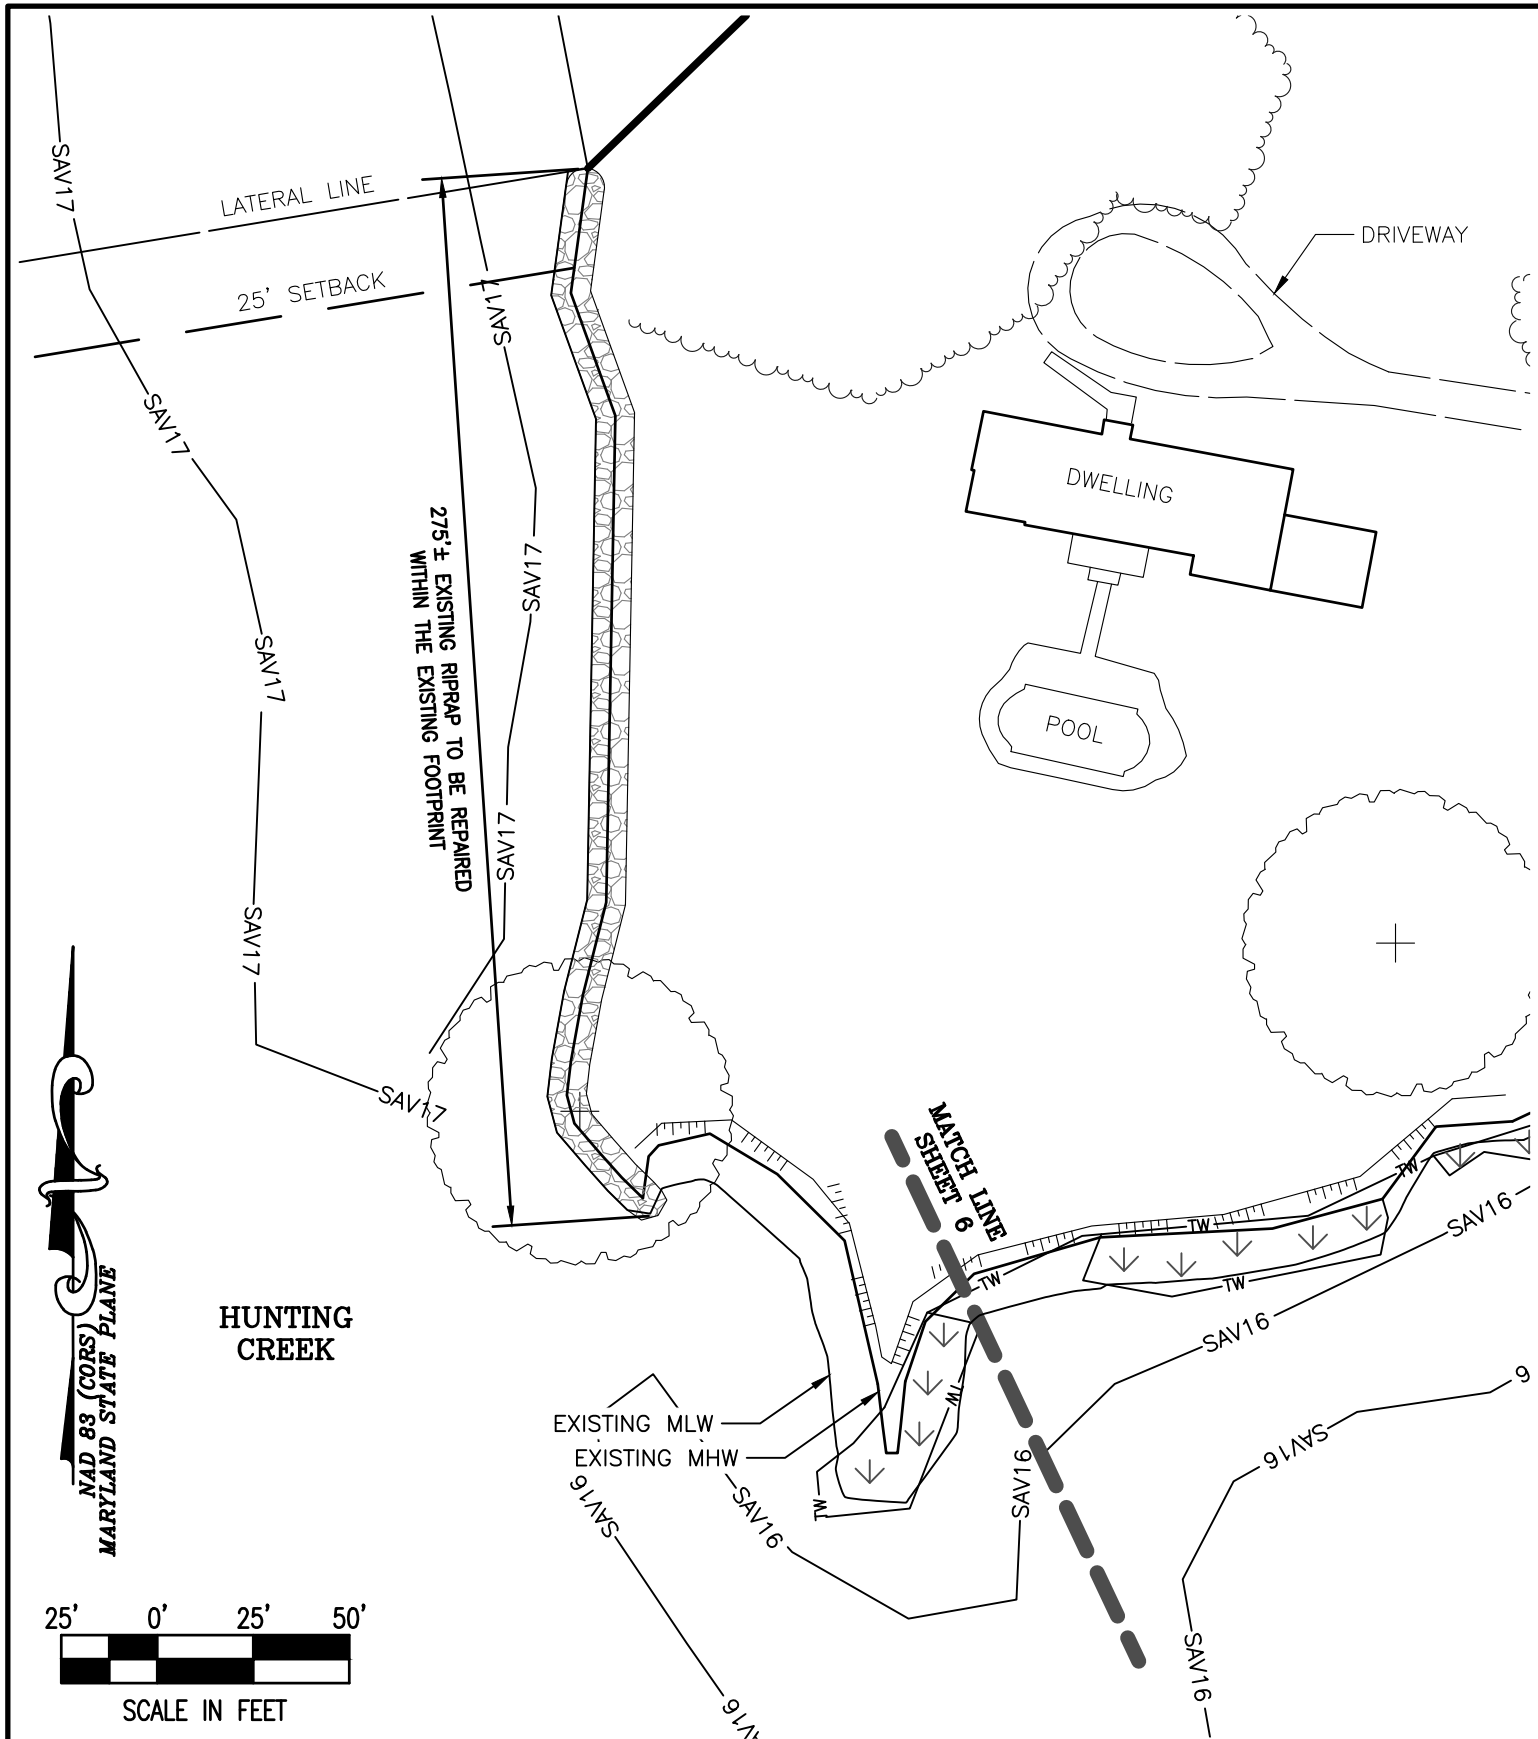 SAV17
LATERAL LINE
25' SETBACK
SAV17
DRIVEWAY
SAV17
DWELLING
275'± EXISTING RIPRAP TO BE REPAIRED
WITHIN THE EXISTING FOOTPRINT
SAV17
SAV17
POOL
SAV17
SAV17
SAV17
MATCH LINE
SHEET 6
TW
TW
SAV16
TW
TW
HUNTING
CREEK
NAD 83 (CORS)
MARYLAND STATE PLANE
SAV16
TW
EXISTING MLW
EXISTING MHW
SAV16
SAV16
SAV16
SAV16
TW
25' 0' 25' 50'
SCALE IN FEET
SAV16